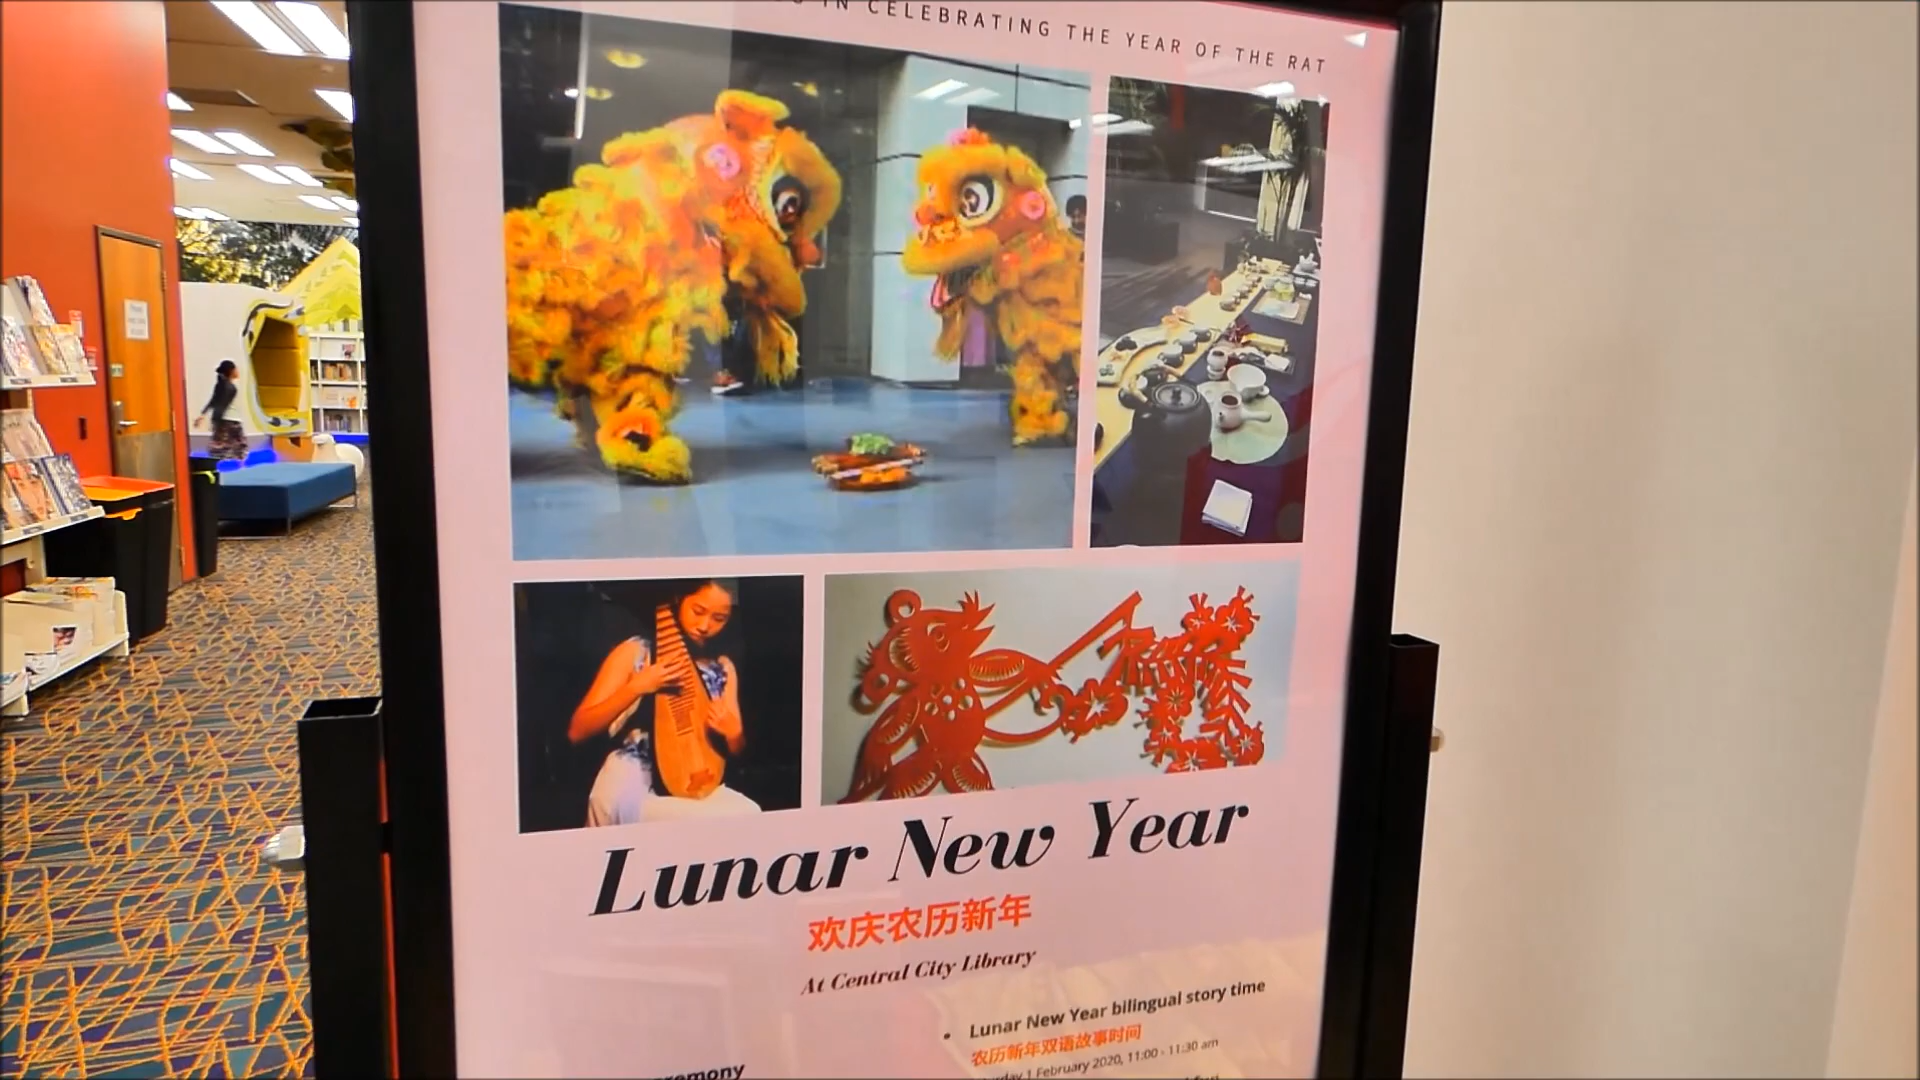 IN CELEBRATING THE YEAR OF THE RAT
Lunar New Year
欢庆农历新年
At Central City Library
• Lunar New Year bilingual story time
农历新年双语故事时间
1 February 2020, 11:00 - 11:30 am